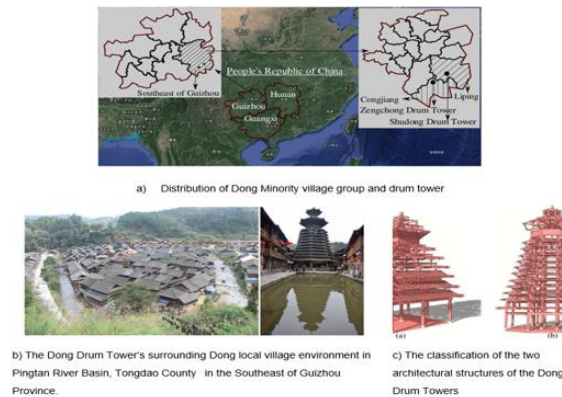 People's Republic of China
Southeast of Guizhou
Hunan
Guizhou
Guangxi
Liping
Congjiang
Zengchong Drum Tower
Shudong Drum Tower
a) Distribution of Dong Minority village group and drum tower
(a)
(b)
b) The Dong Drum Tower's surrounding Dong local village environment in
Pingtan River Basin, Tongdao County in the Southeast of Guizhou
Province.
c) The classification of the two
architectural structures of the Dong
Drum Towers